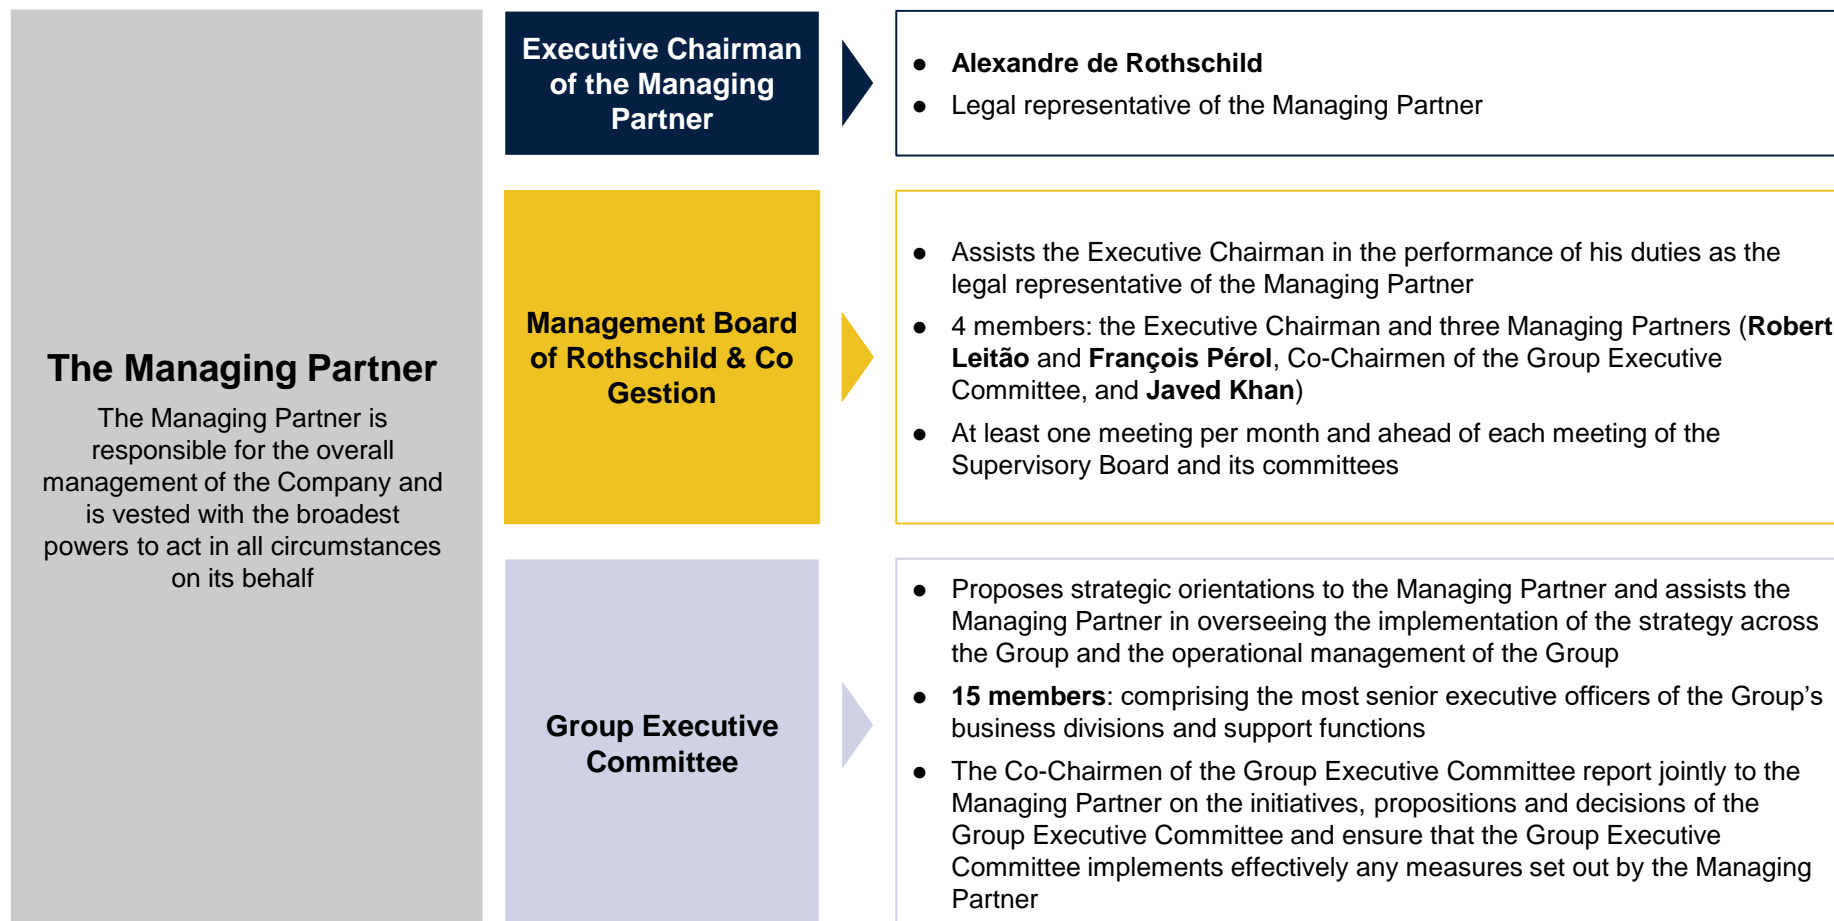 The Managing Partner
The Managing Partner is
responsible for the overall
management of the Company and
is vested with the broadest
powers to act in all circumstances
on its behalf
Executive Chairman
of the Managing
Partner
● Alexandre de Rothschild
● Legal representative of the Managing Partner
Management Board
of Rothschild & Co
Gestion
● Assists the Executive Chairman in the performance of his duties as the
legal representative of the Managing Partner
● 4 members: the Executive Chairman and three Managing Partners (Robert
Leitão and François Pérol, Co-Chairmen of the Group Executive
Committee, and Javed Khan)
● At least one meeting per month and ahead of each meeting of the
Supervisory Board and its committees
Group Executive
Committee
● Proposes strategic orientations to the Managing Partner and assists the
Managing Partner in overseeing the implementation of the strategy across
the Group and the operational management of the Group
● 15 members: comprising the most senior executive officers of the Group’s
business divisions and support functions
● The Co-Chairmen of the Group Executive Committee report jointly to the
Managing Partner on the initiatives, propositions and decisions of the
Group Executive Committee and ensure that the Group Executive
Committee implements effectively any measures set out by the Managing
Partner